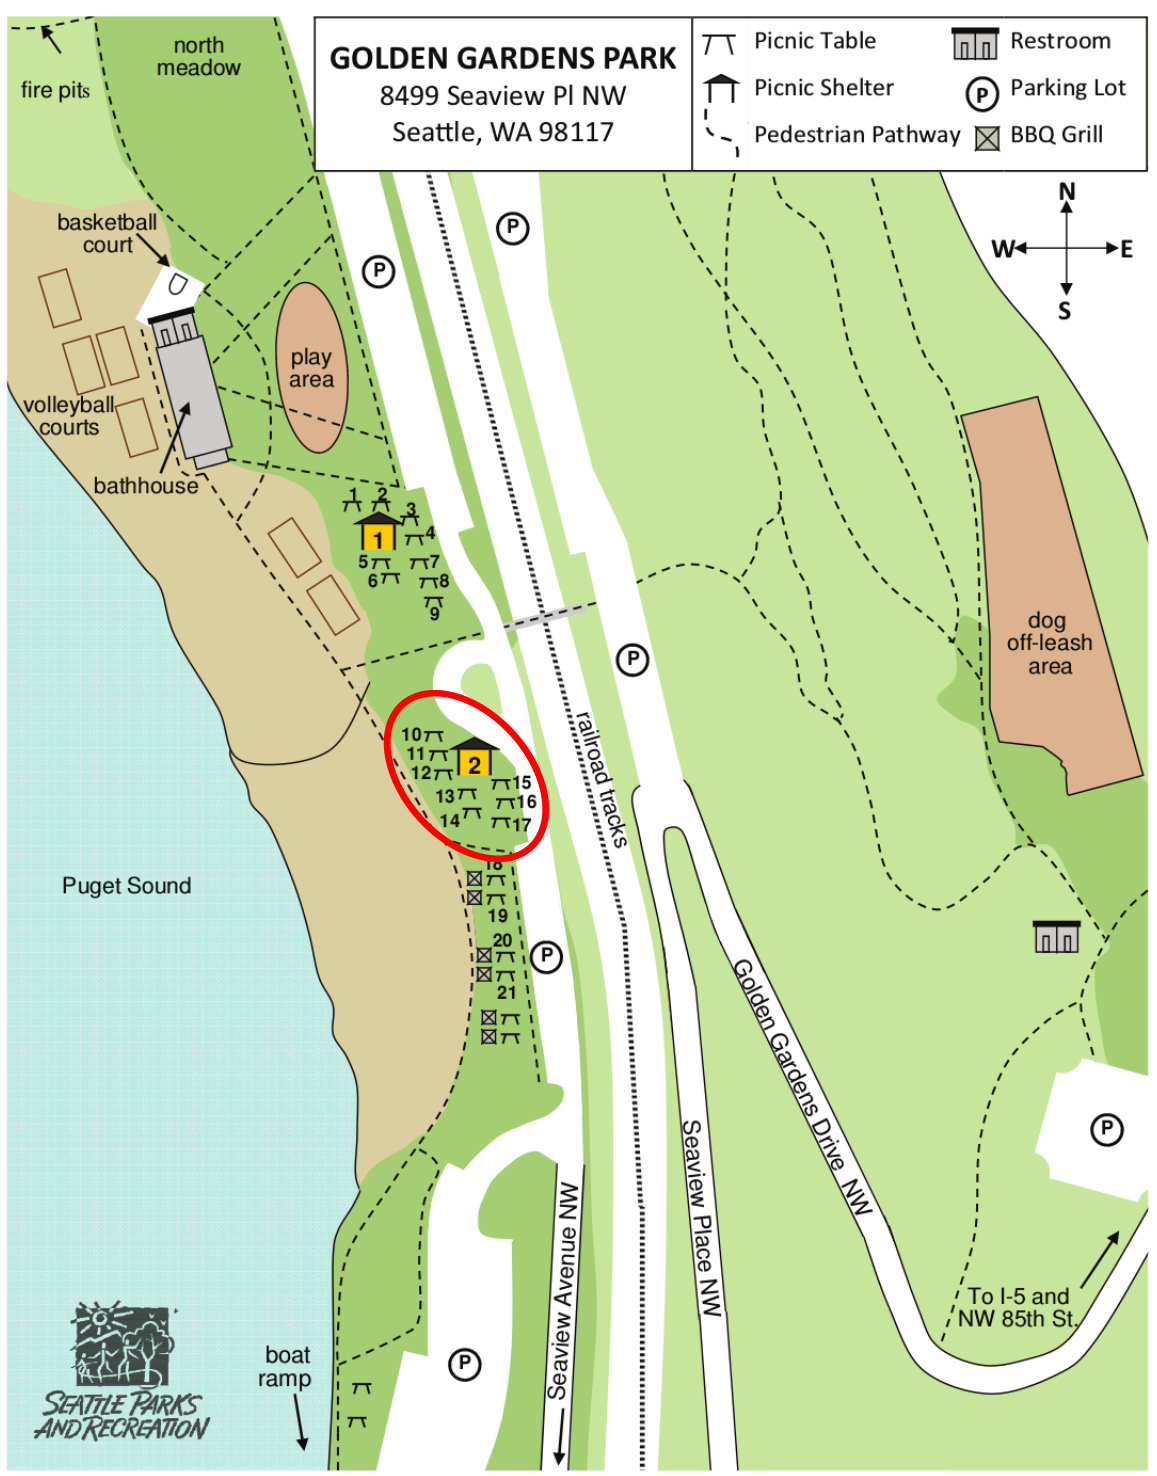 GOLDEN GARDENS PARK
8499 Seaview Pl NW
Seattle, WA 98117
Picnic Table
Picnic Shelter
Pedestrian Pathway
Restroom
P Parking Lot
BBQ Grill
north
meadow
fire pits
N
W E
S
basketball
court
P
P
play
area
volleyball
courts
bathhouse
1
2
3
1
4
5
7
6
8
9
dog
off-leash
area
P
railroad tracks
10
11
2
12
15
13
16
14
17
18
19
20
21
P
Puget Sound
Golden Gardens Drive NW
Seaview Place NW
Seaview Avenue NW
P
To I-5 and
NW 85th St.
boat
ramp
P
SEATTLE PARKS
AND RECREATION